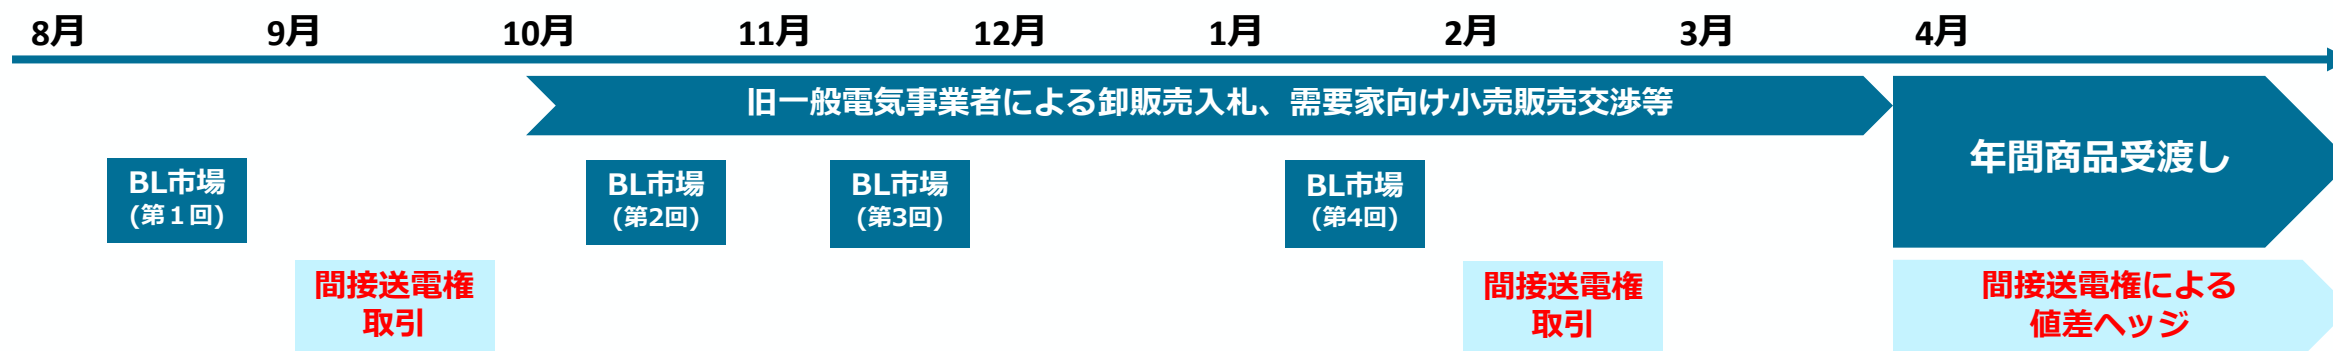 8月 9月 10月 11月 12月 1月 2月 3月 4月
旧一般電気事業者による卸販売入札、需要家向け小売販売交渉等
年間商品受渡し
BL市場
(第１回)
BL市場
(第2回)
BL市場
(第3回)
BL市場
(第4回)
間接送電権
取引
間接送電権
取引
間接送電権による
値差ヘッジ